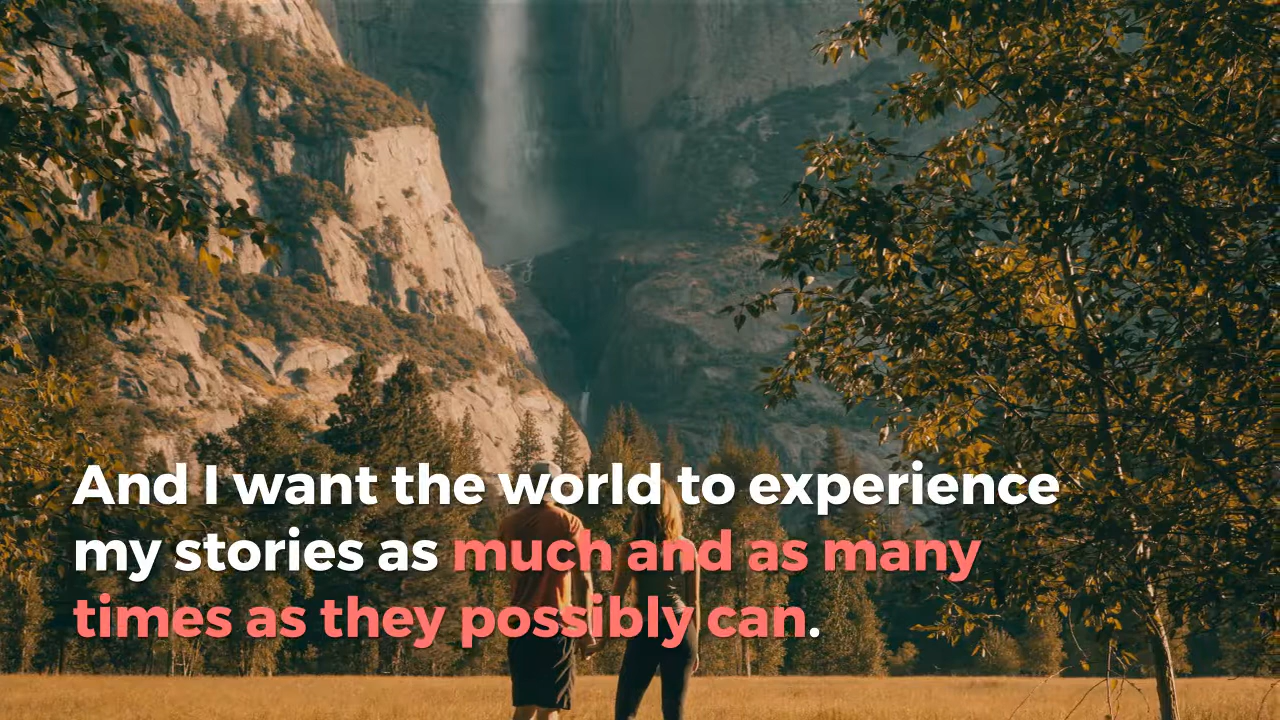 And I want the world to experience
my stories as much and as many
times as they possibly can.